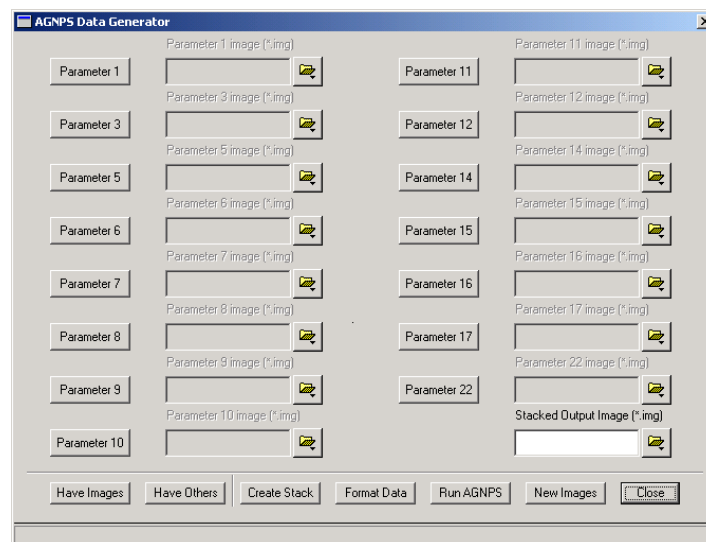 AGNPS Data Generator
Parameter 1 image (*.img)
Parameter 11 image (*.img)
Parameter 1
Parameter 11
Parameter 3 image (*.img)
Parameter 12 image (*.img)
Parameter 3
Parameter 12
Parameter 5 image (*.img)
Parameter 14 image (*.img)
Parameter 5
Parameter 14
Parameter 6 image (*.img)
Parameter 15 image (*.img)
Parameter 6
Parameter 15
Parameter 7 image (*.img)
Parameter 16 image (*.img)
Parameter 7
Parameter 16
Parameter 8 image (*.img)
Parameter 17 image (*.img)
Parameter 8
Parameter 17
Parameter 9 image (*.img)
Parameter 22 image (*.img)
Parameter 9
Parameter 22
Parameter 10 image (*.img)
Stacked Output Image (*.img)
Parameter 10
Have Images Have Others Create Stack Format Data Run AGNPS New Images Close